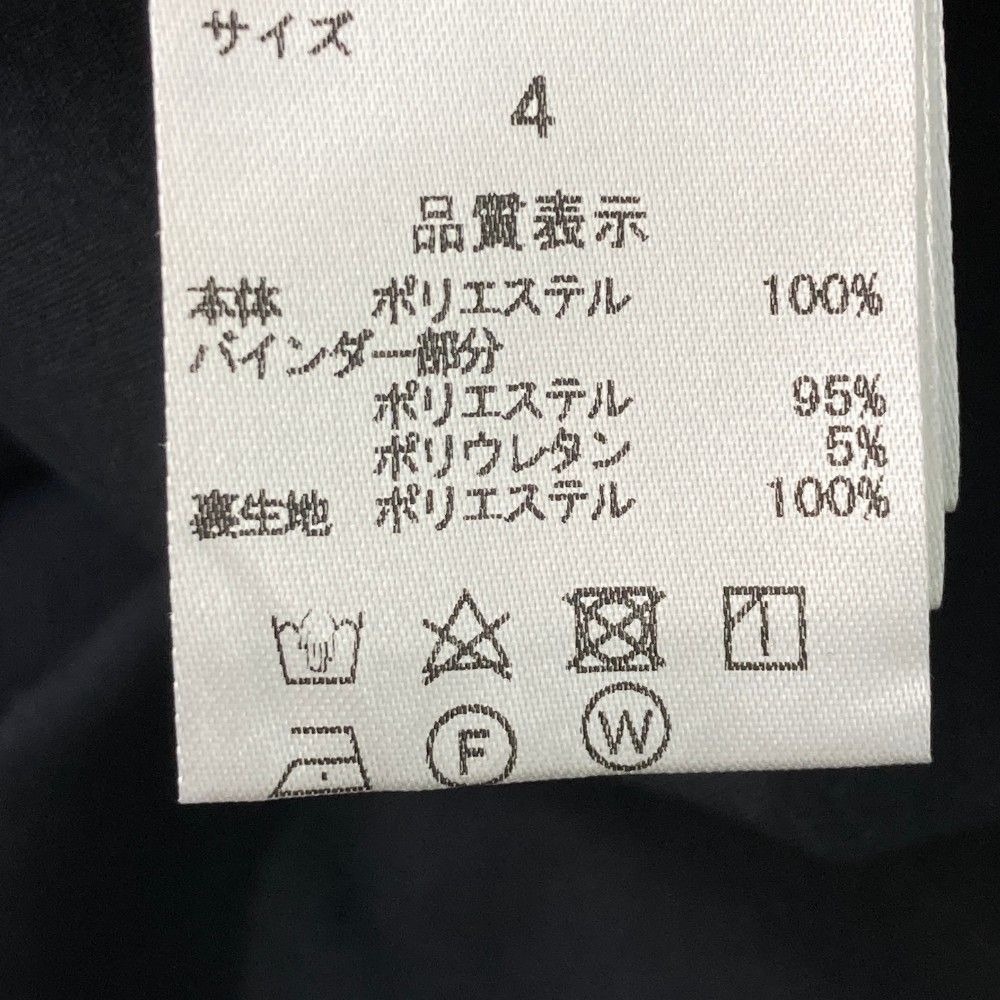 サイズ
4
品質表示
本体 ポリエステル 100%
バインダー部分
ポリエステル 95%
ポリウレタン 5%
裏生地 ポリエステル 100%
F W